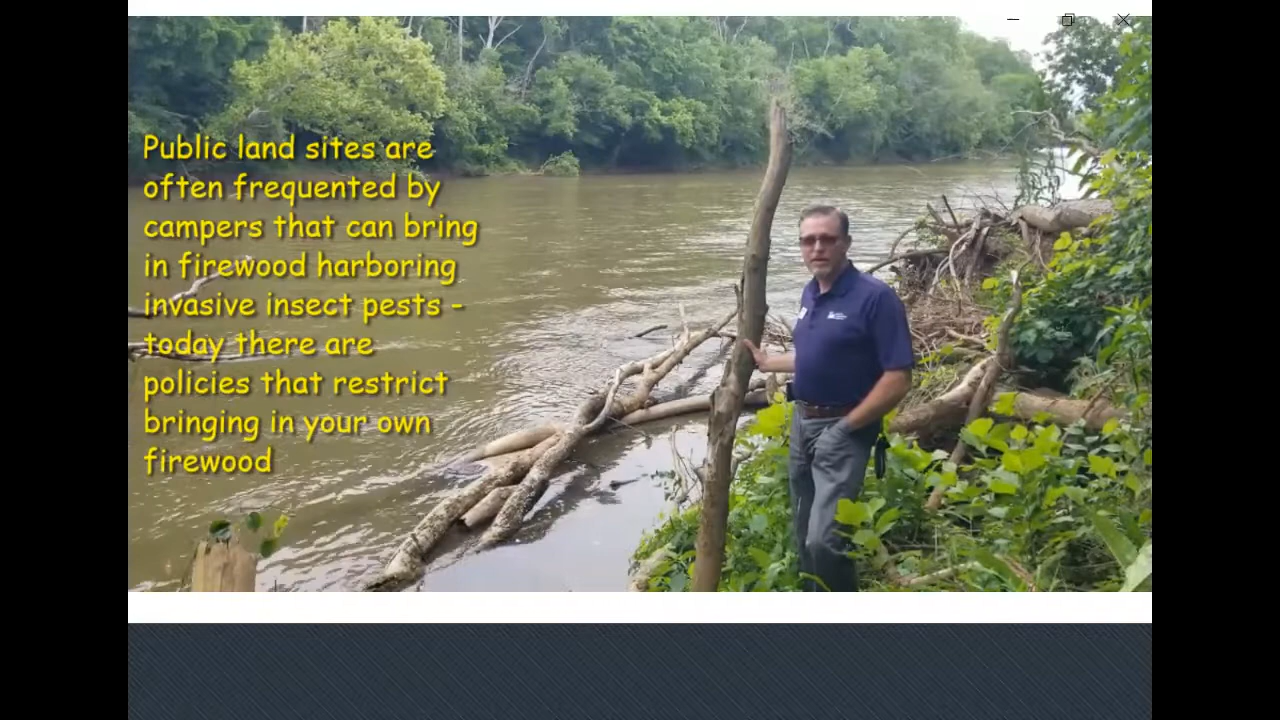 Public land sites are
often frequented by
campers that can bring
in firewood harboring
invasive insect pests -
today there are
policies that restrict
bringing in your own
firewood